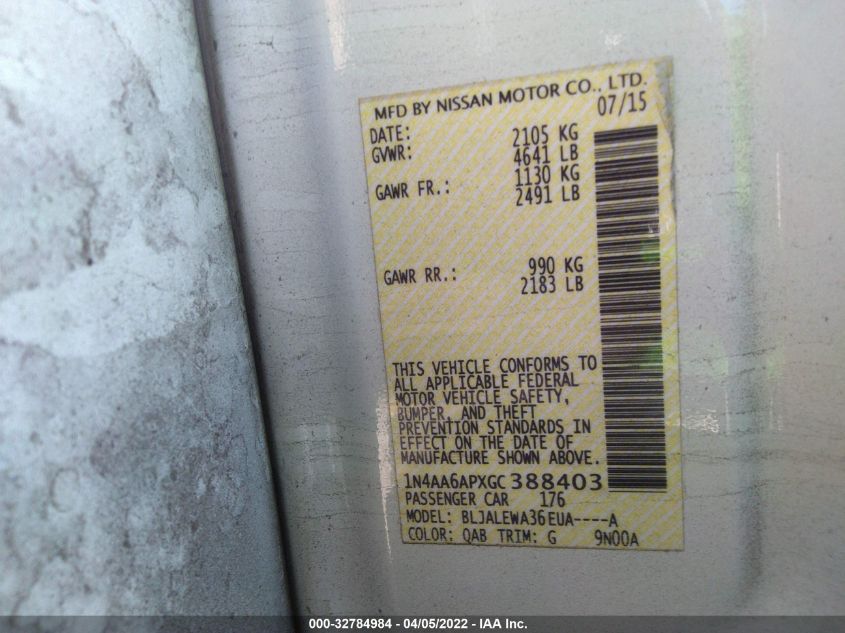 MFD BY NISSAN MOTOR CO., LTD.
DATE: 07/15
GVWR: 2105 KG
4641 LB
GAWR FR.: 1130 KG
2491 LB
GAWR RR.: 990 KG
2183 LB
THIS VEHICLE CONFORMS TO
ALL APPLICABLE FEDERAL
MOTOR VEHICLE SAFETY,
BUMPER, AND THEFT
PREVENTION STANDARDS IN
EFFECT ON THE DATE OF
MANUFACTURE SHOWN ABOVE.
1N4AA6APXGC388403
PASSENGER CAR 176
MODEL: BLJALEWA36EUA----A
COLOR: QAB TRIM: G 9N00A
000-32784984 - 04/05/2022 - IAA Inc.